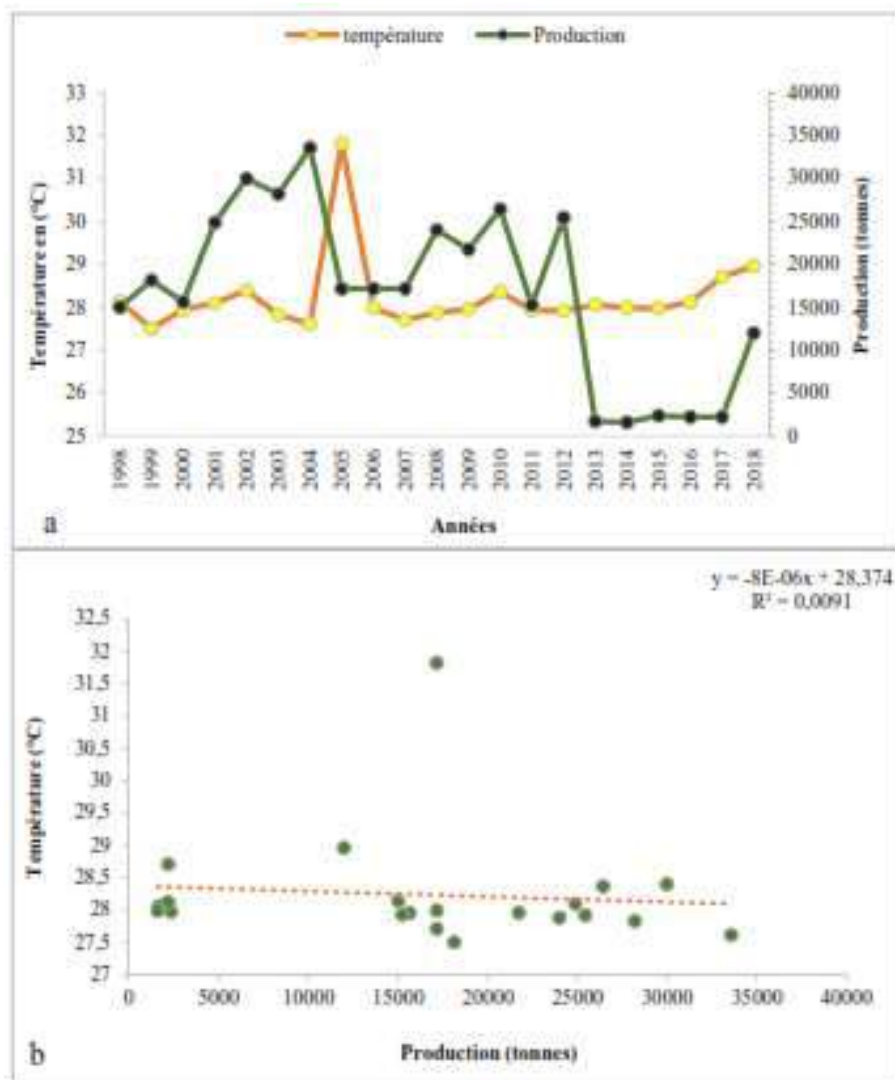 température Production
33
32
31
30
29
28
27
26
25
Température en (°C)
40000
35000
30000
25000
20000
15000
10000
5000
0
Production (tonnes)
1998 1999 2000 2001 2002 2003 2004 2005 2006 2007 2008 2009 2010 2011 2012 2013 2014 2015 2016 2017 2018
Années
a
y = -8E-06x + 28,374
R² = 0,0091
32,5
32
31,5
31
30,5
30
29,5
29
28,5
28
27,5
27
Température (°C)
0 5000 10000 15000 20000 25000 30000 35000 40000
Production (tonnes)
b